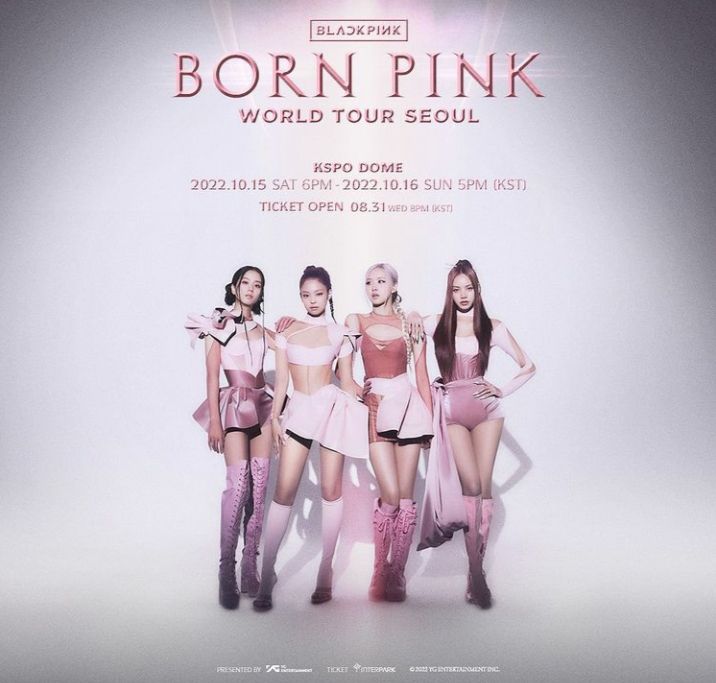 BLACKPINK
BORN PINK
WORLD TOUR SEOUL
KSPO DOME
2022.10.15 SAT 6PM - 2022.10.16 SUN 5PM (KST)
TICKET OPEN 08.31 WED 8PM (KST)
PRESENTED BY YG ENTERTAINMENT TICKET INTERPARK © 2022 YG ENTERTAINMENT INC.